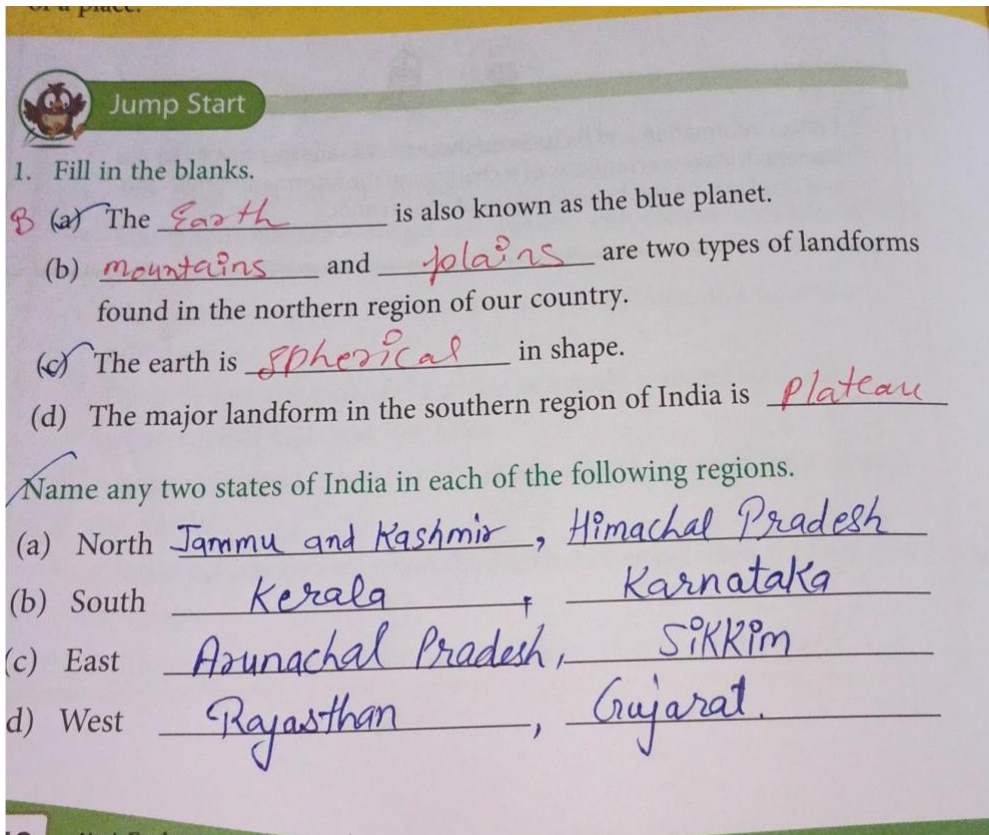 Jump Start
1. Fill in the blanks.
B (a) The Earth is also known as the blue planet.
(b) mountains and plains are two types of landforms
found in the northern region of our country.
(c) The earth is spherical in shape.
(d) The major landform in the southern region of India is Plateau
Name any two states of India in each of the following regions.
(a) North Jammu and Kashmir, Himachal Pradesh
(b) South Kerala, Karnataka
(c) East Arunachal Pradesh, Sikkim
d) West Rajasthan, Gujarat.